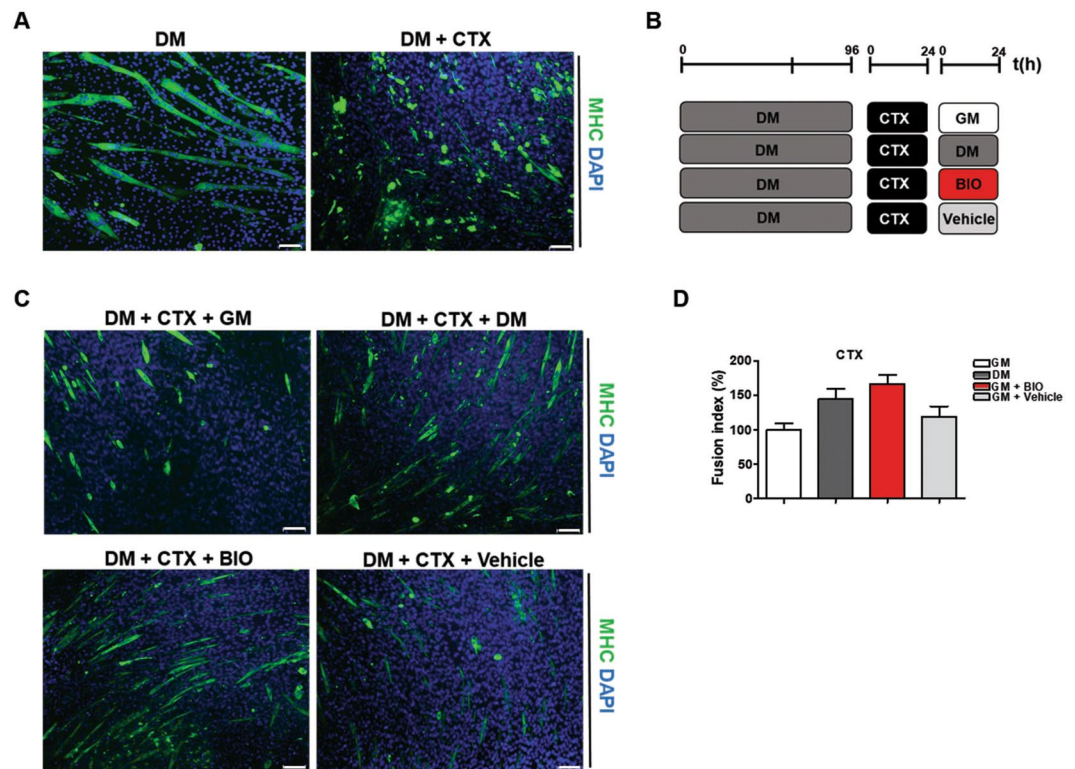 A
DM
DM + CTX
MHC DAPI
B
0 96 0 24 0 24 t(h)
DM CTX GM
DM CTX DM
DM CTX BIO
DM CTX Vehicle
C
DM + CTX + GM
DM + CTX + DM
MHC DAPI
DM + CTX + BIO
DM + CTX + Vehicle
MHC DAPI
D
CTX
Fusion index (%)
200
150
100
50
0
GM
DM
GM + BIO
GM + Vehicle